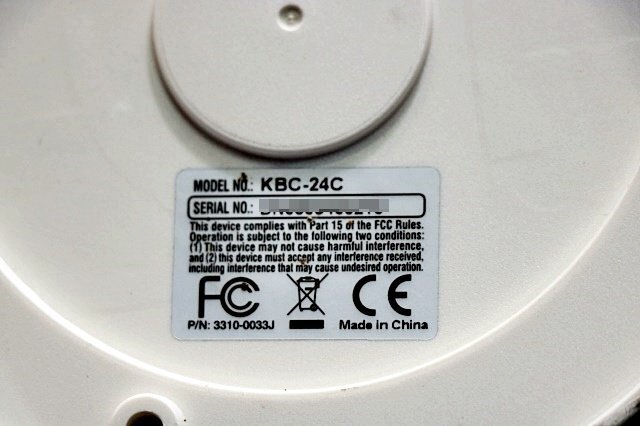 MODEL NO.: KBC-24C
SERIAL NO.:
This device complies with Part 15 of the FCC Rules.
Operation is subject to the following two conditions:
(1) This device may not cause harmful interference,
and (2) this device must accept any interference received,
including interference that may cause undesired operation.
FC CE
P/N: 3310-0033J Made in China